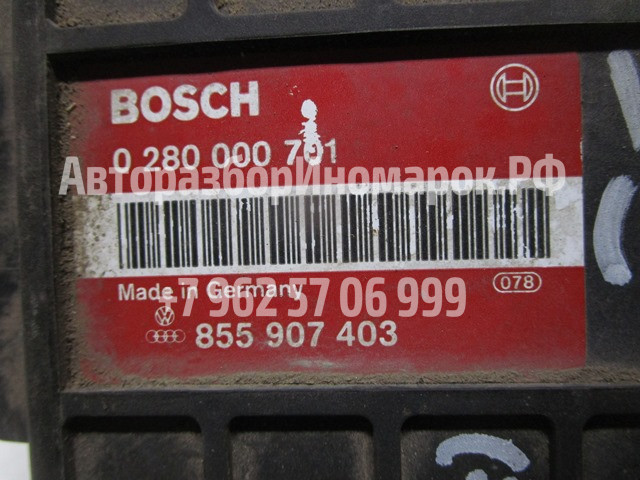 BOSCH
0 280 000 701
АвторазборИномарок.РФ
Made in Germany
078
+7 962 57 06 999
855 907 403